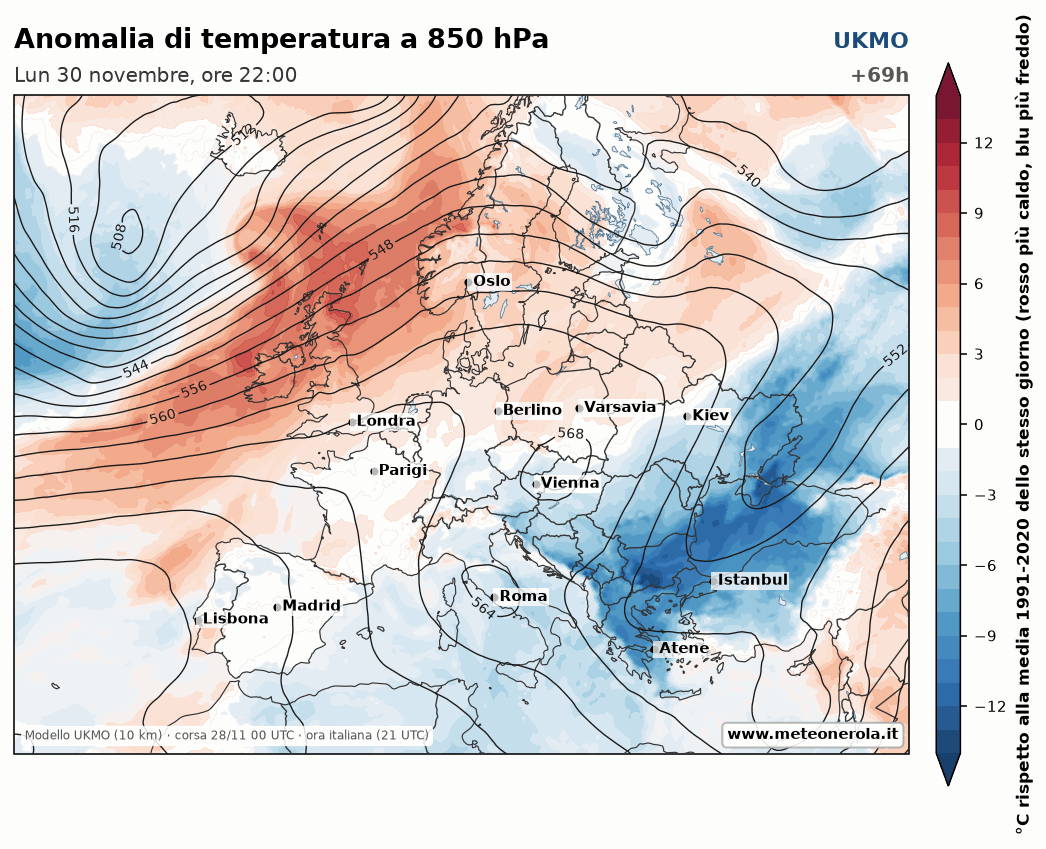 Anomalia di temperatura a 850 hPa
UKMO
Lun 30 novembre, ore 22:00
+69h
516
508
548
540
544
556
560
552
568
564
Oslo
Londra
Berlino
Varsavia
Kiev
Parigi
Vienna
Istanbul
Roma
Madrid
Lisbona
Atene
Modello UKMO (10 km) · corsa 28/11 00 UTC · ora italiana (21 UTC)
www.meteonerola.it
12
9
6
3
0
−3
−6
−9
−12
°C rispetto alla media 1991-2020 dello stesso giorno (rosso più caldo, blu più freddo)